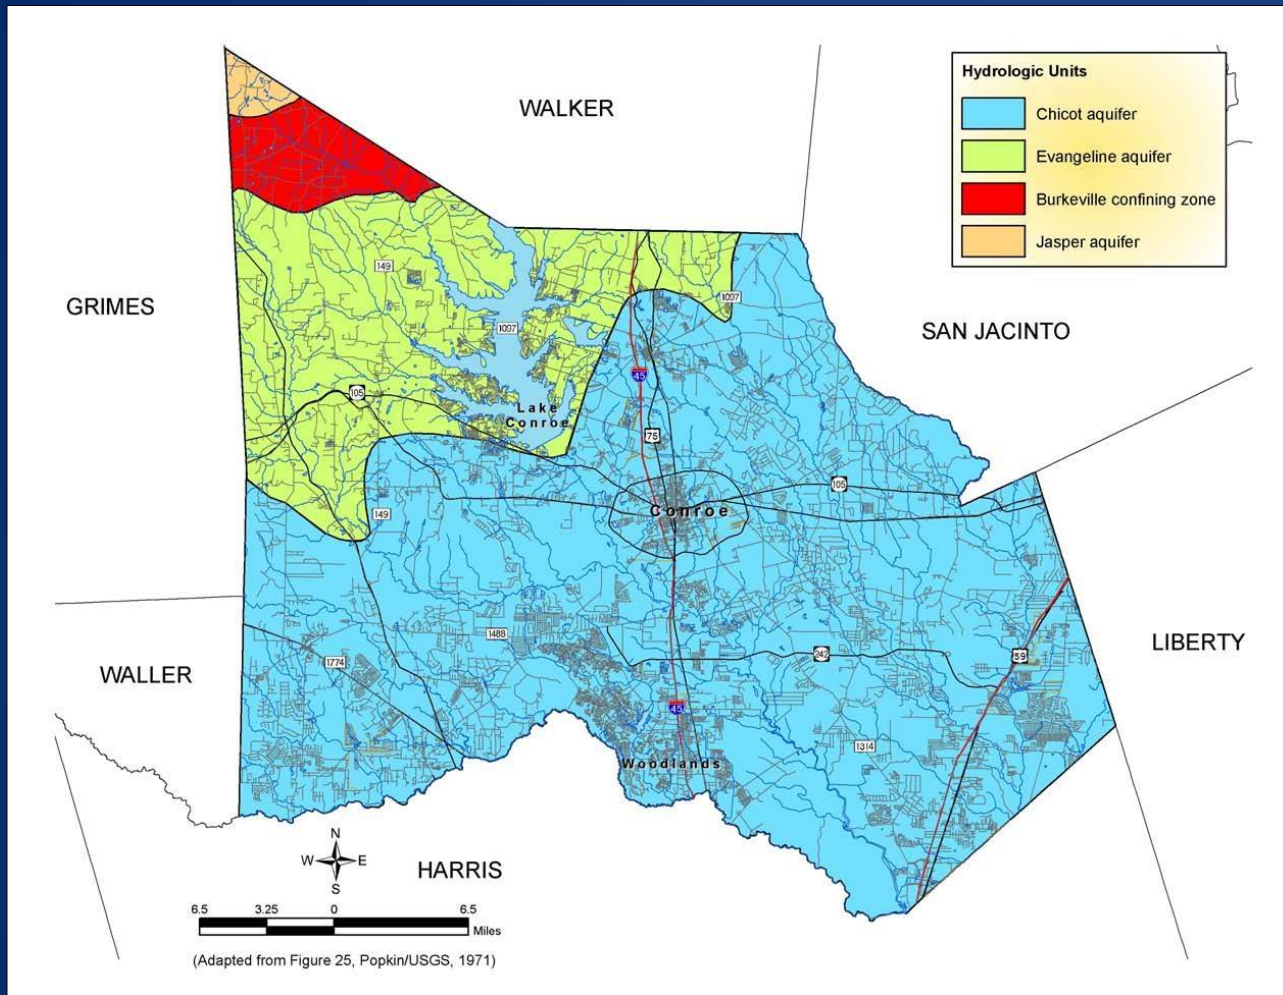 WALKER
Hydrologic Units
Chicot aquifer
Evangeline aquifer
Burkeville confining zone
Jasper aquifer
149
1097
GRIMES
1097
SAN JACINTO
45
105
Lake
Conroe
75
105
149
Conroe
1488
242
59
LIBERTY
1774
WALLER
45
1314
Woodlands
N
W E
S
HARRIS
6.5 3.25 0 6.5
Miles
(Adapted from Figure 25, Popkin/USGS, 1971)